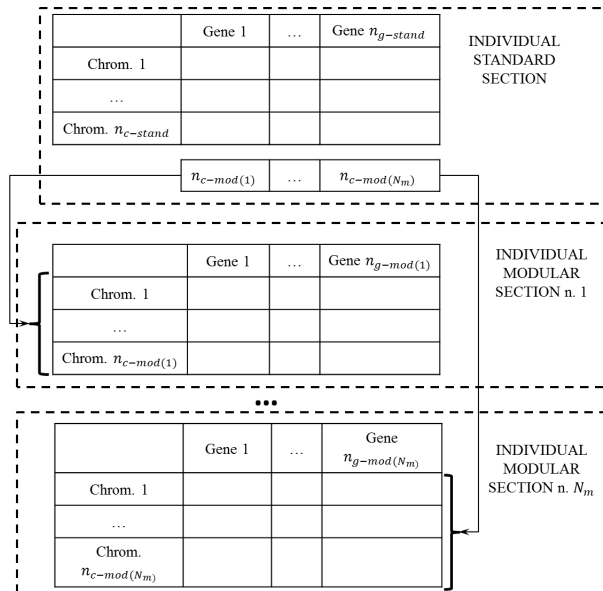 Gene 1 … Gene $n_{g-stand}$
Chrom. 1
…
Chrom. $n_{c-stand}$
INDIVIDUAL
STANDARD
SECTION
$n_{c-mod(1)}$ … $n_{c-mod(N_m)}$
Gene 1 … Gene $n_{g-mod(1)}$
Chrom. 1
…
Chrom. $n_{c-mod(1)}$
INDIVIDUAL
MODULAR
SECTION n. 1
...
Gene 1 … Gene
$n_{g-mod(N_m)}$
Chrom. 1
…
Chrom.
$n_{c-mod(N_m)}$
INDIVIDUAL
MODULAR
SECTION n. $N_m$